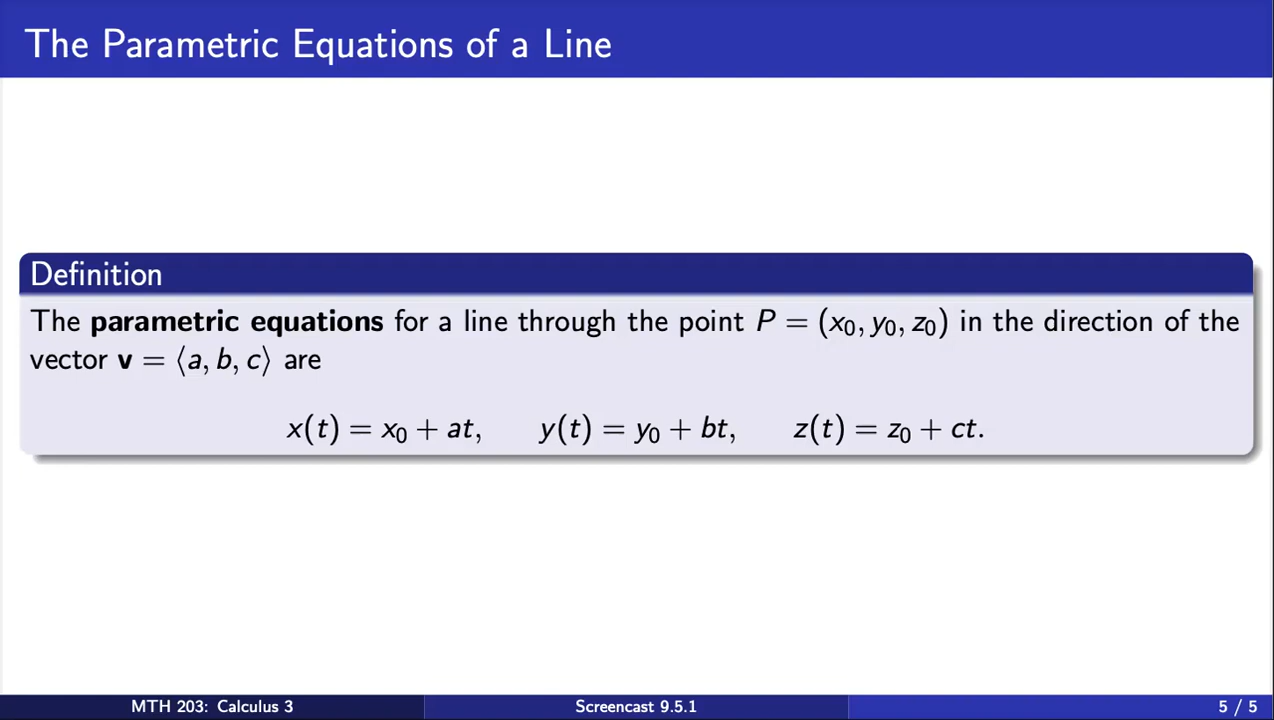 The Parametric Equations of a Line
Definition
The parametric equations for a line through the point P = (x₀, y₀, z₀) in the direction of the
vector v = ⟨a, b, c⟩ are
x(t) = x₀ + at, y(t) = y₀ + bt, z(t) = z₀ + ct.
MTH 203: Calculus 3 Screencast 9.5.1 5 / 5